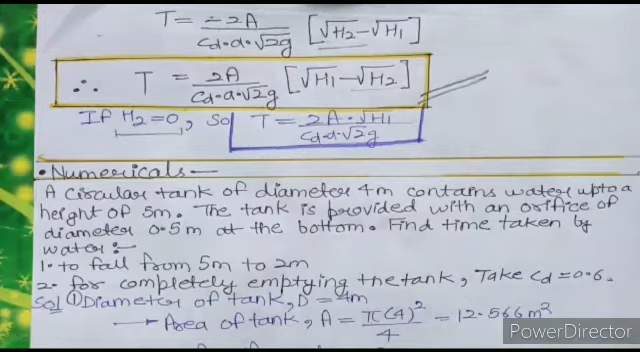 T = -2A / Cd·a·√2g [√H2-√H1]
∴ T = 2A / Cd·a·√2g [√H1-√H2]
If H2=0, So T = 2A·√H1 / Cd·a·√2g
• Numericals —
A Circular tank of diameter 4m contains water upto a
height of 5m. The tank is provided with an orifice of
diameter 0.5m at the bottom. Find time taken by
water :-
1. to fall from 5m to 2m
2. for completely emptying the tank, Take Cd=0.6.
Sol ① Diameter of tank, D = 4m
→ Area of tank, A = π(4)² / 4 = 12.566 m²
PowerDirector